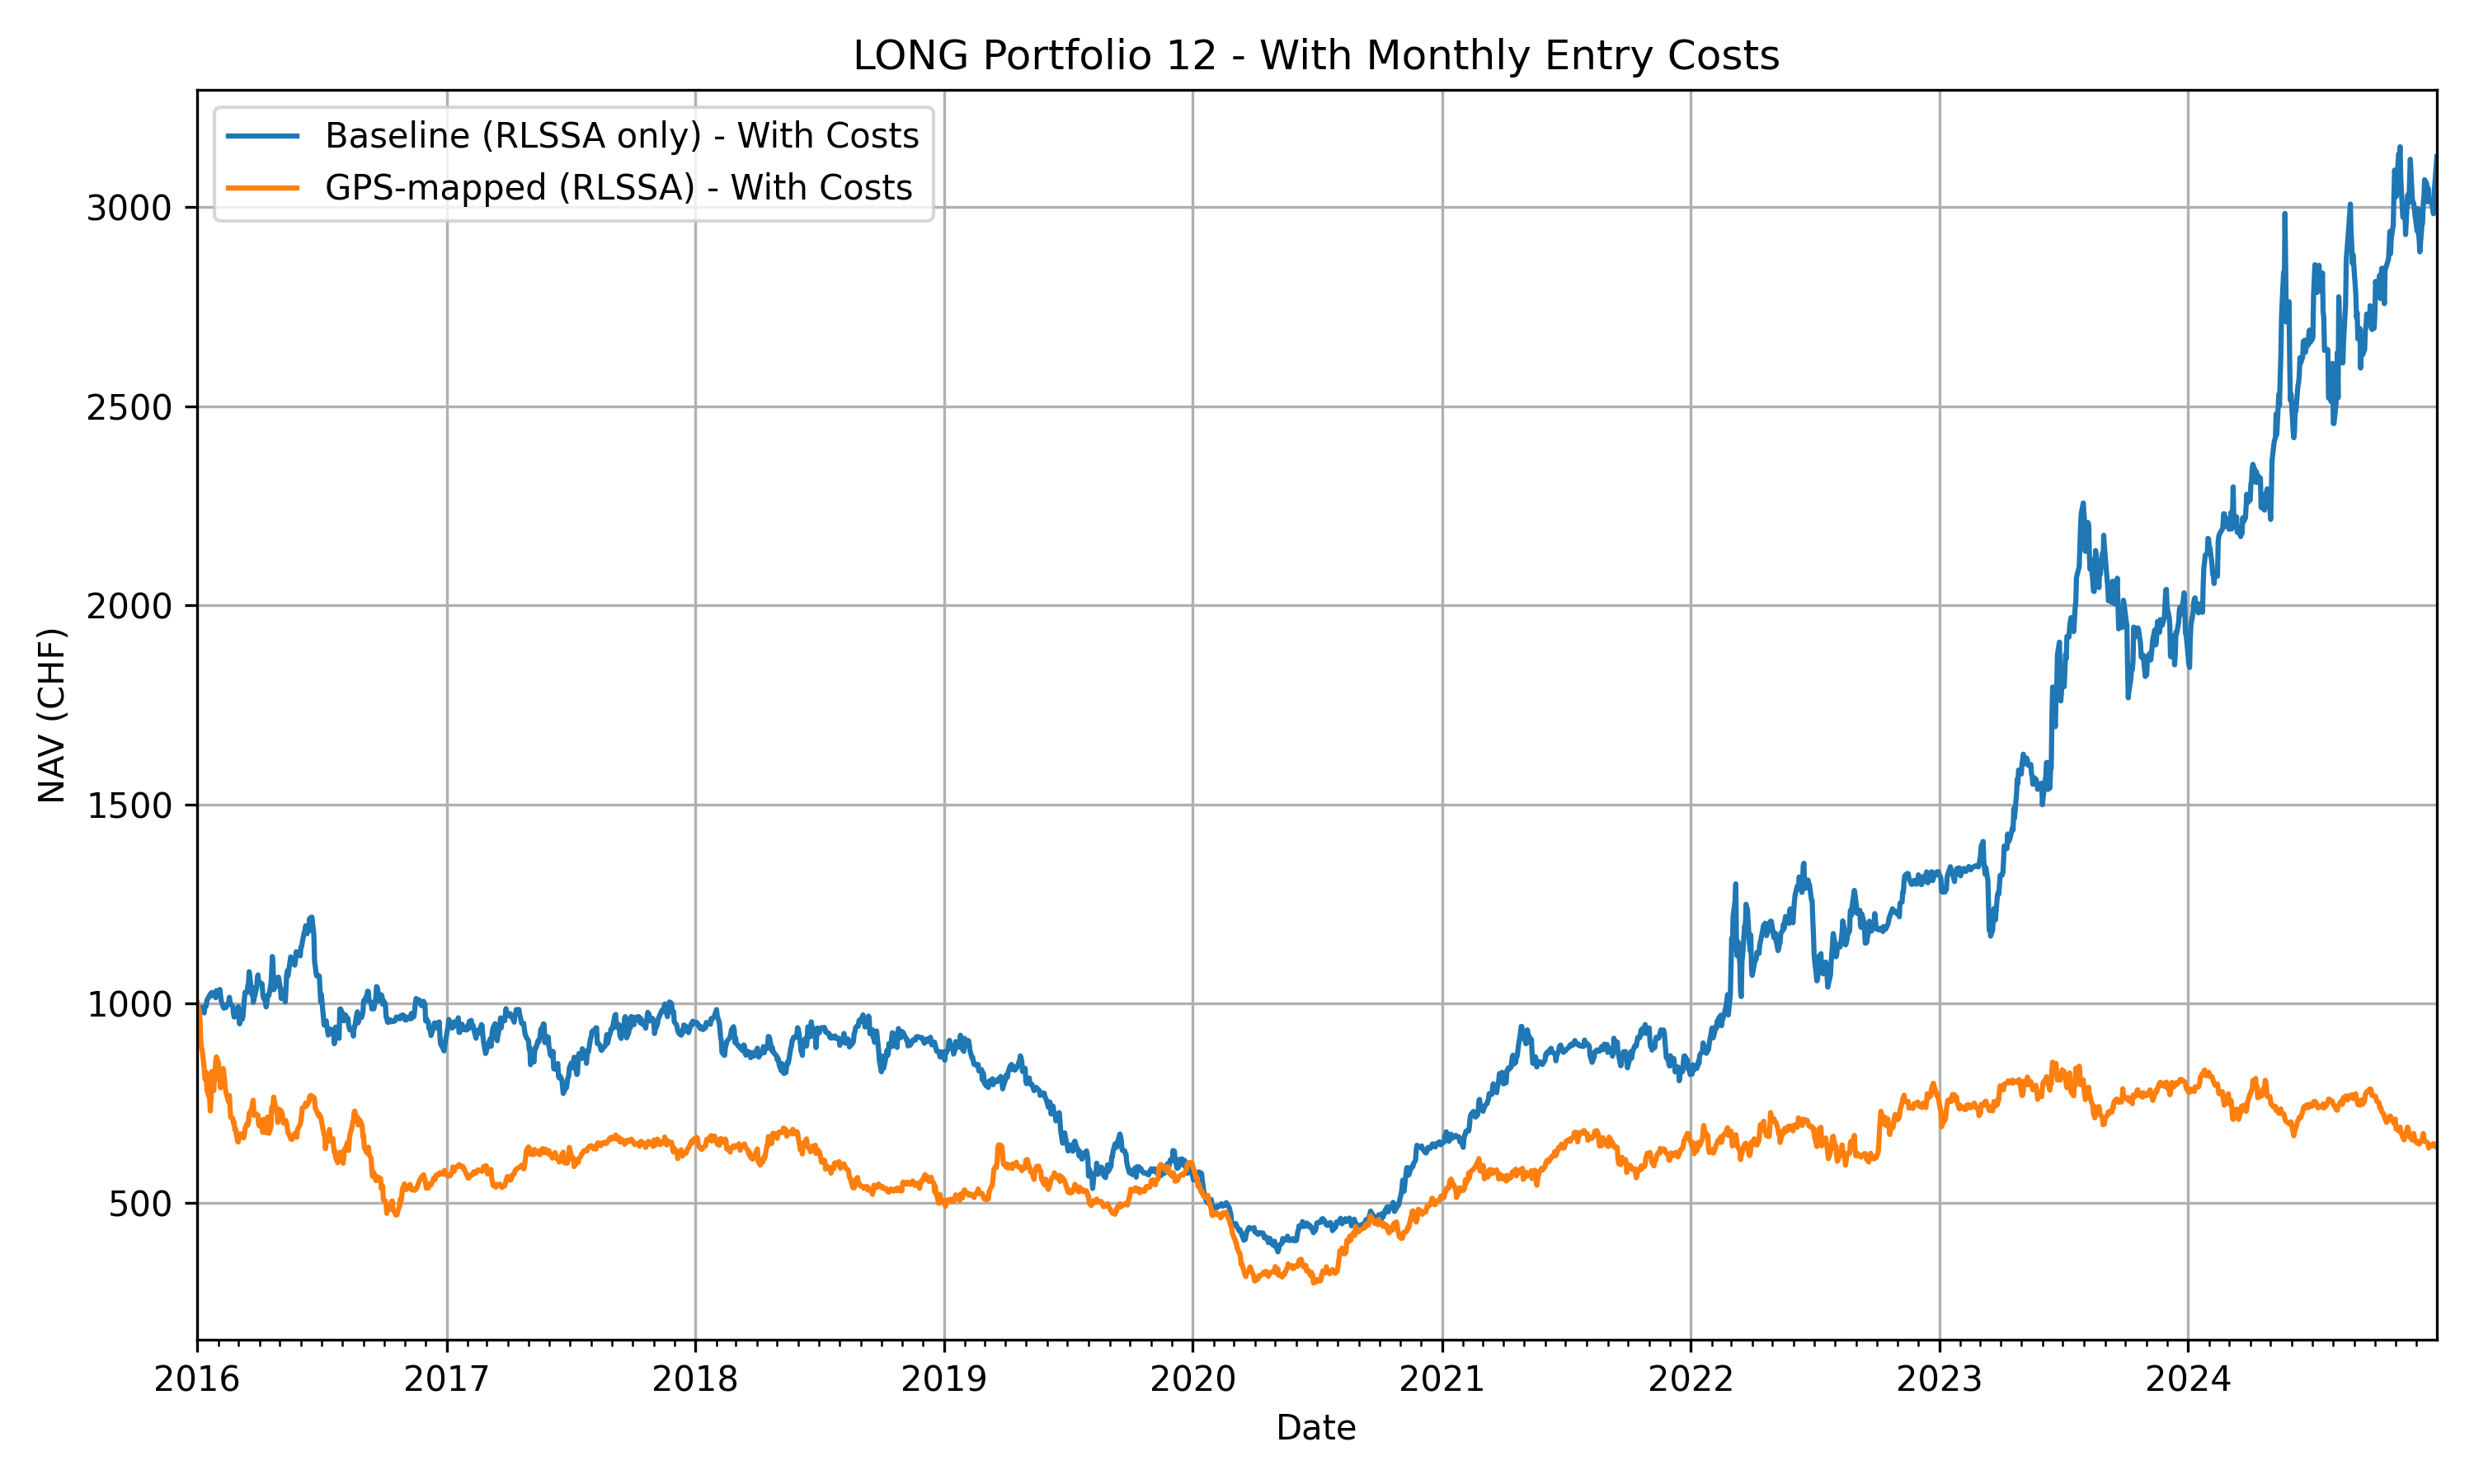 LONG Portfolio 12 - With Monthly Entry Costs
Baseline (RLSSA only) - With Costs
GPS-mapped (RLSSA) - With Costs
3000
2500
2000
1500
1000
500
NAV (CHF)
2016 2017 2018 2019 2020 2021 2022 2023 2024
Date